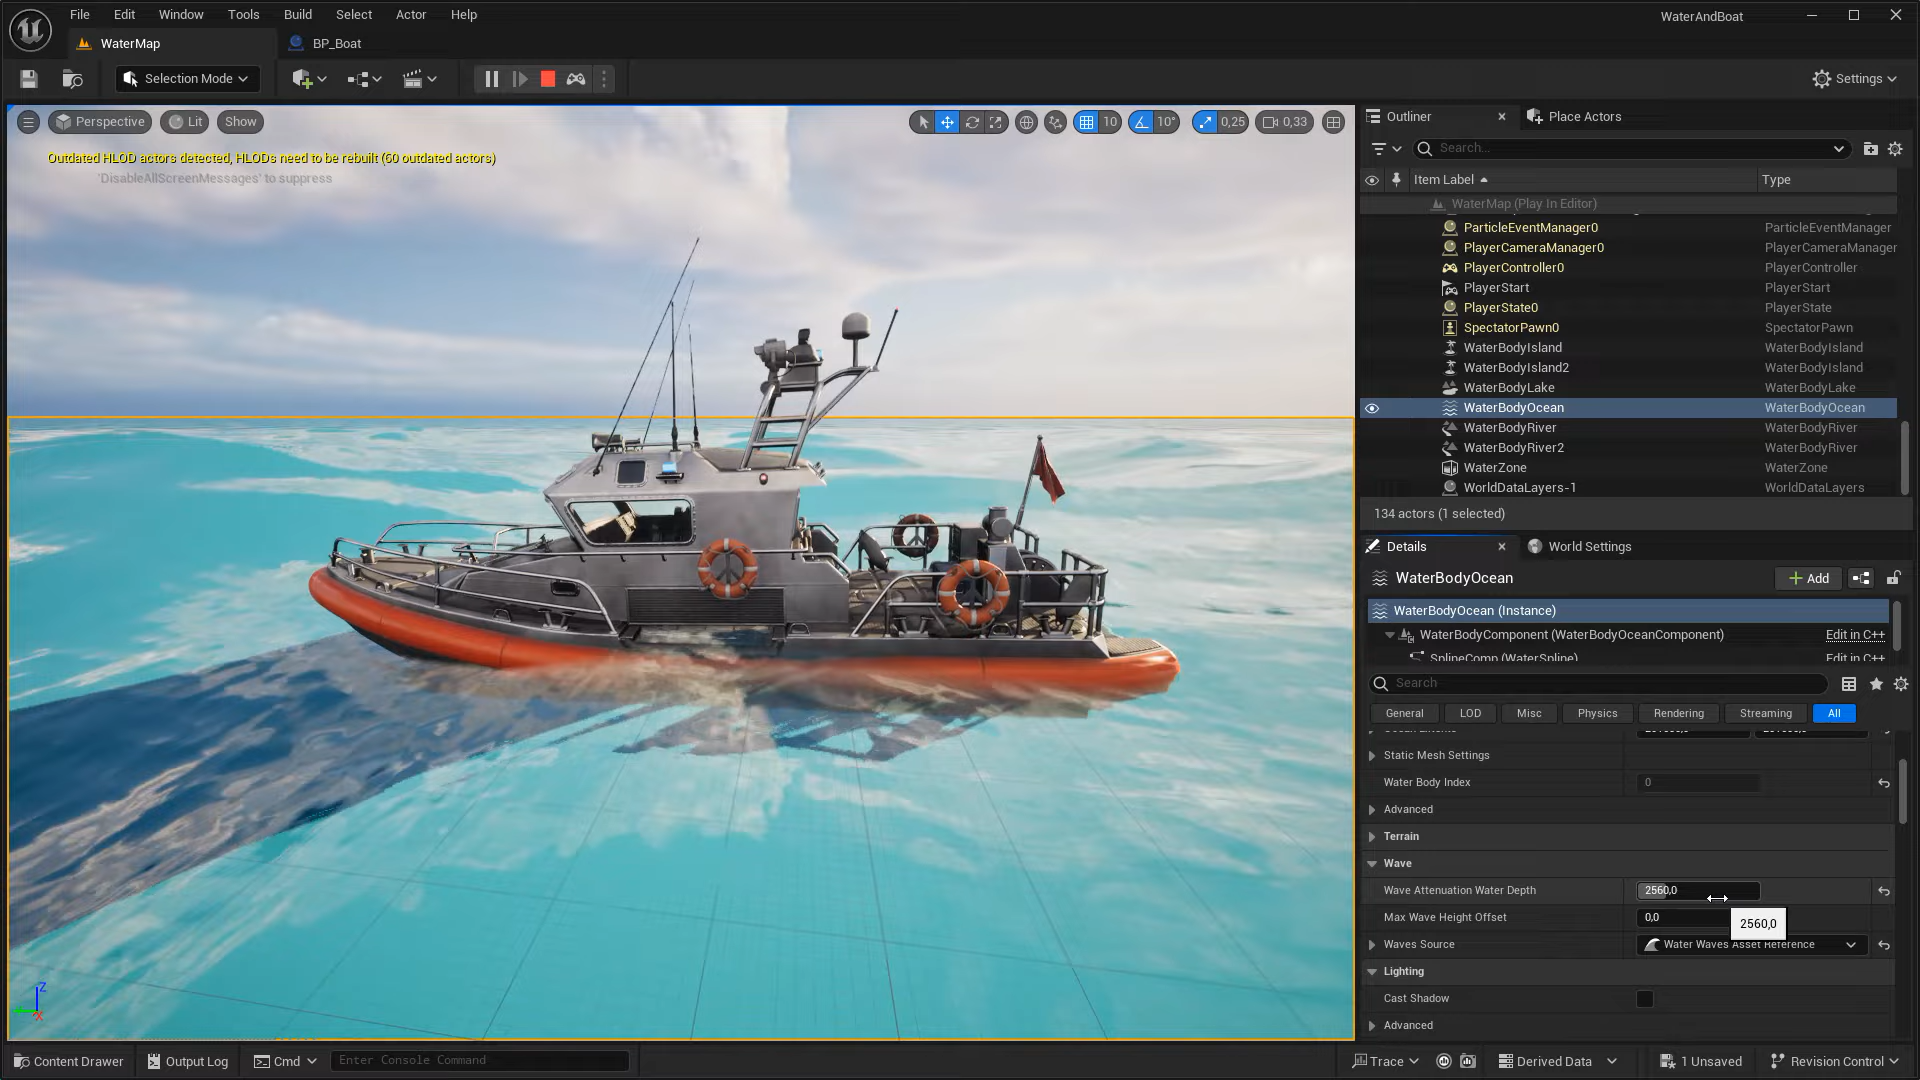 File Edit Window Tools Build Select Actor Help
WaterAndBoat
WaterMap
BP_Boat
Selection Mode
Settings
Perspective Lit Show
10 10° 0,25 0,33
Outdated HLOD actors detected, HLODs need to be rebuilt (60 outdated actors)
'DisableAllScreenMessages' to suppress
Outliner
Place Actors
Search...
Item Label Type
WaterMap (Play In Editor)
ParticleEventManager0 ParticleEventManager
PlayerCameraManager0 PlayerCameraManager
PlayerController0 PlayerController
PlayerStart PlayerStart
PlayerState0 PlayerState
SpectatorPawn0 SpectatorPawn
WaterBodyIsland WaterBodyIsland
WaterBodyIsland2 WaterBodyIsland
WaterBodyLake WaterBodyLake
WaterBodyOcean WaterBodyOcean
WaterBodyRiver WaterBodyRiver
WaterBodyRiver2 WaterBodyRiver
WaterZone WaterZone
WorldDataLayers-1 WorldDataLayers
134 actors (1 selected)
Details
World Settings
WaterBodyOcean
Add
WaterBodyOcean (Instance)
WaterBodyComponent (WaterBodyOceanComponent) Edit in C++
SplineComp (WaterSpline) Edit in C++
Search
General LOD Misc Physics Rendering Streaming All
Static Mesh Settings
Water Body Index 0
Advanced
Terrain
Wave
Wave Attenuation Water Depth 2560,0
Max Wave Height Offset 0,0
2560,0
Waves Source Water Waves Asset Reference
Lighting
Cast Shadow
Advanced
Z
X
Content Drawer Output Log Cmd Enter Console Command
Trace Derived Data 1 Unsaved Revision Control